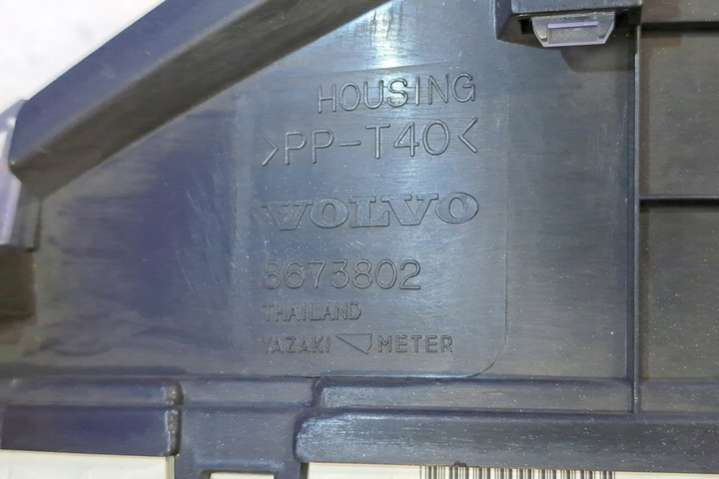 HOUSING
>PP-T40<
VOLVO
8673802
THAILAND
YAZAKI METER